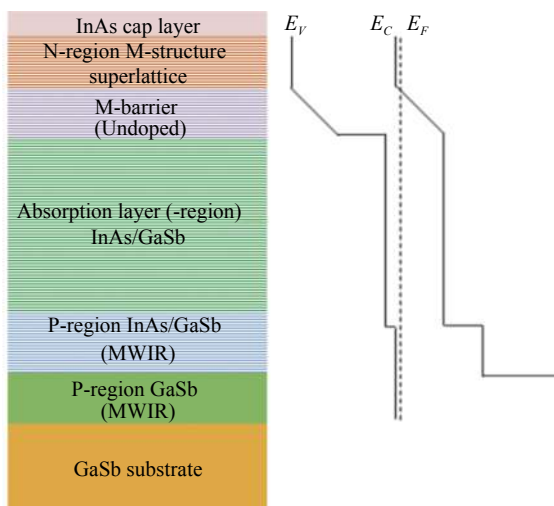 InAs cap layer
N-region M-structure
superlattice
M-barrier
(Undoped)
Absorption layer (-region)
InAs/GaSb
P-region InAs/GaSb
(MWIR)
P-region GaSb
(MWIR)
GaSb substrate
E_V E_C E_F